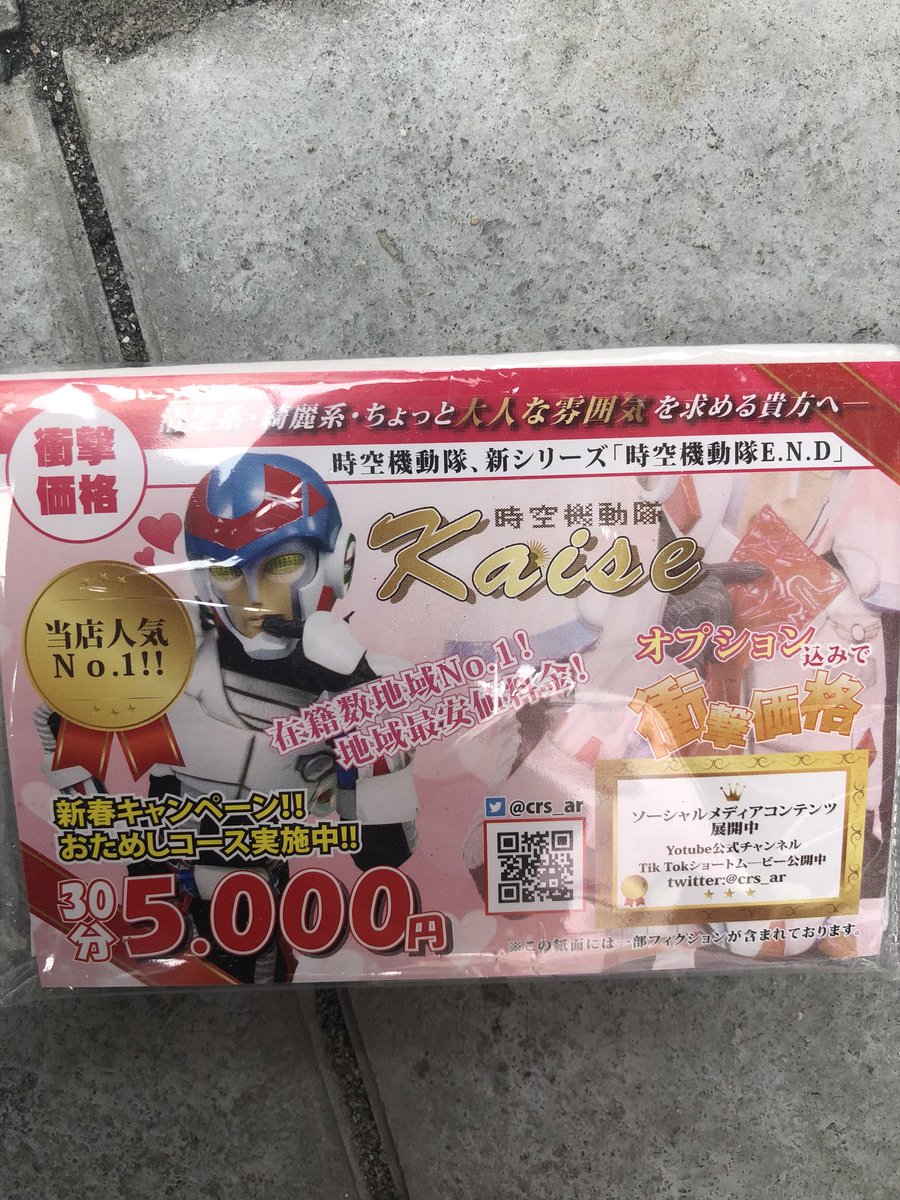 衝撃
価格
系・綺麗系・ちょっと大人な雰囲気を求める貴方へ―
時空機動隊、新シリーズ「時空機動隊E.N.D」
時空機動隊
Kaise
当店人気
No.1!!
在籍数地域No.1!
地域最安価料金!
オプション込みで
衝撃価格
新春キャンペーン!!
おためしコース実施中!!
30分5.000円
@crs_ar
ソーシャルメディアコンテンツ
展開中
Yotube公式チャンネル
Tik Tokショートムービー公開中
twitter:@crs_ar
※この紙面には一部フィクションが含まれております。